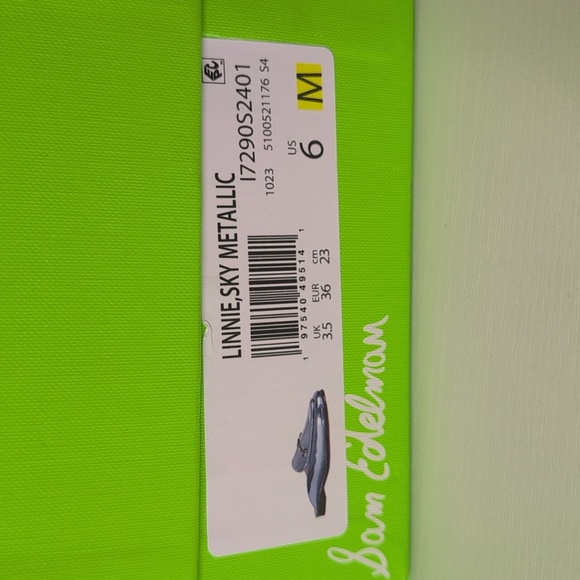 LINNIE,SKY METALLIC
I7290S2401
1023 5100521176 S4
1 97540 49514 1
UK EUR cm US
3.5 36 23 6 M
Sam Edelman